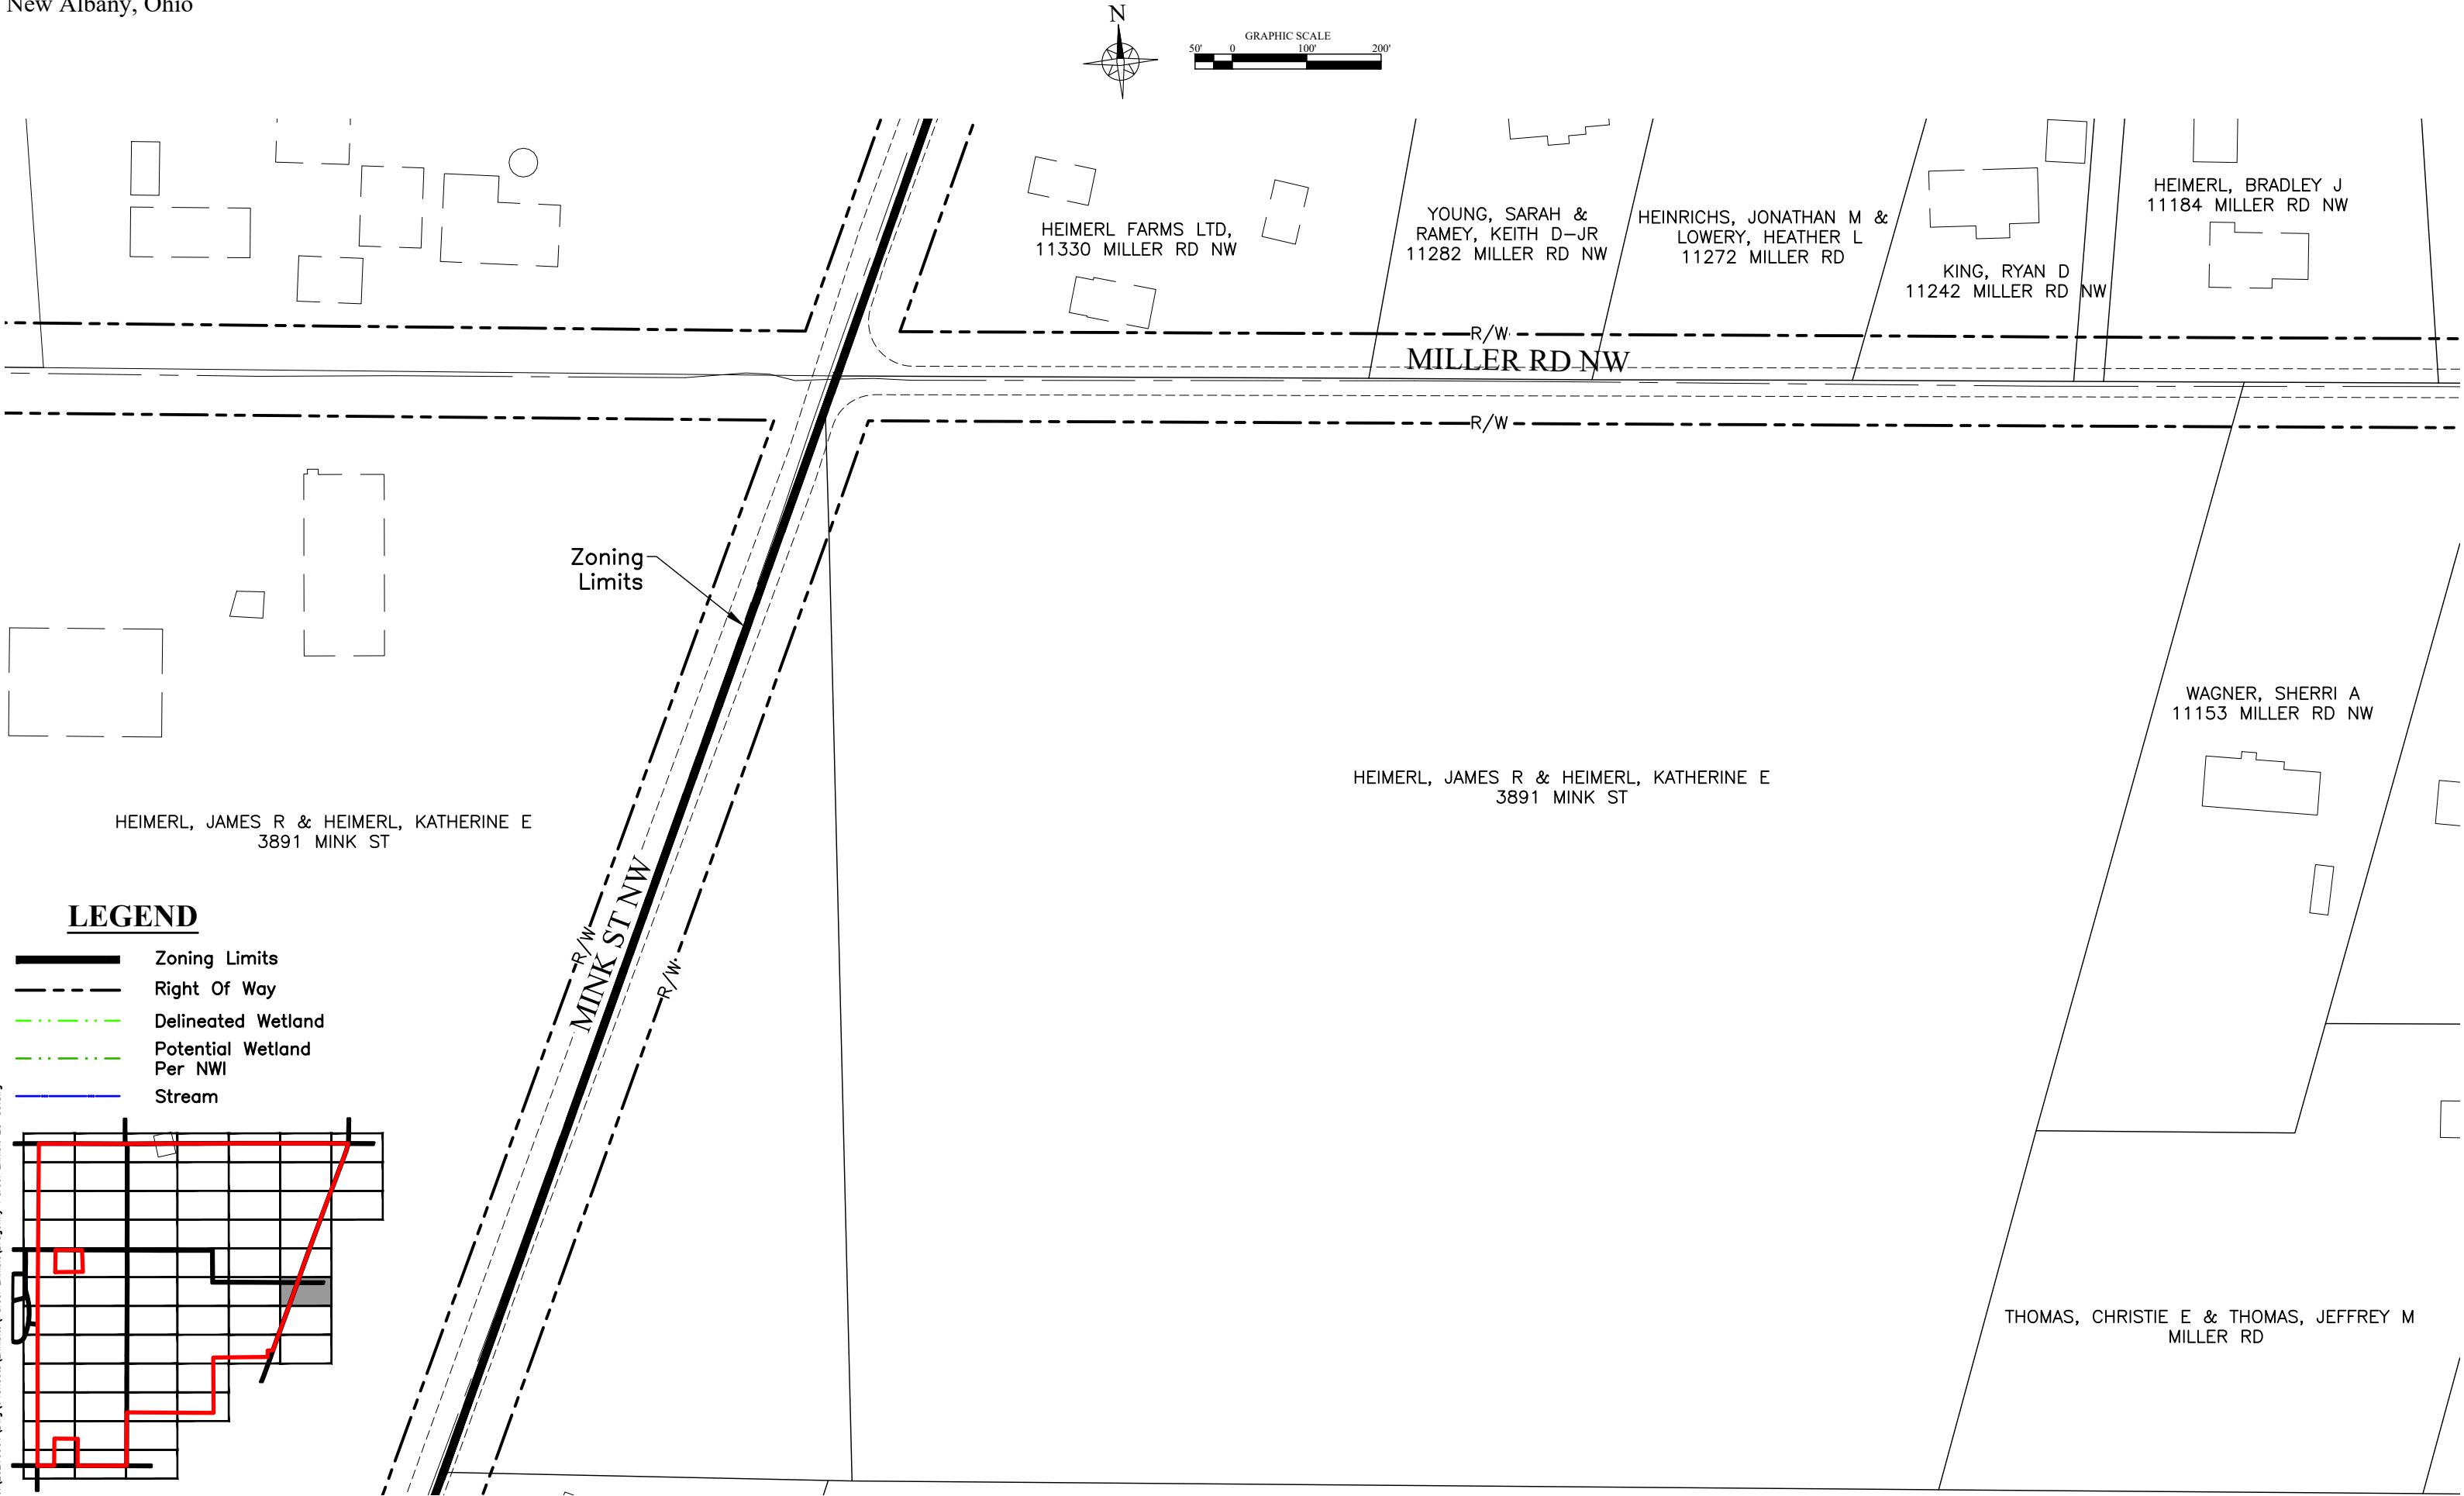 New Albany, Ohio
N
GRAPHIC SCALE
50' 0 100' 200'
HEIMERL FARMS LTD,
11330 MILLER RD NW
YOUNG, SARAH &
RAMEY, KEITH D-JR
11282 MILLER RD NW
HEINRICHS, JONATHAN M &
LOWERY, HEATHER L
11272 MILLER RD
KING, RYAN D
11242 MILLER RD NW
HEIMERL, BRADLEY J
11184 MILLER RD NW
R/W
MILLER RD NW
R/W
Zoning
Limits
WAGNER, SHERRI A
11153 MILLER RD NW
HEIMERL, JAMES R & HEIMERL, KATHERINE E
3891 MINK ST
HEIMERL, JAMES R & HEIMERL, KATHERINE E
3891 MINK ST
R/W
MINK ST NW
R/W
LEGEND
Zoning Limits
Right Of Way
Delineated Wetland
Potential Wetland
Per NWI
Stream
THOMAS, CHRISTIE E & THOMAS, JEFFREY M
MILLER RD